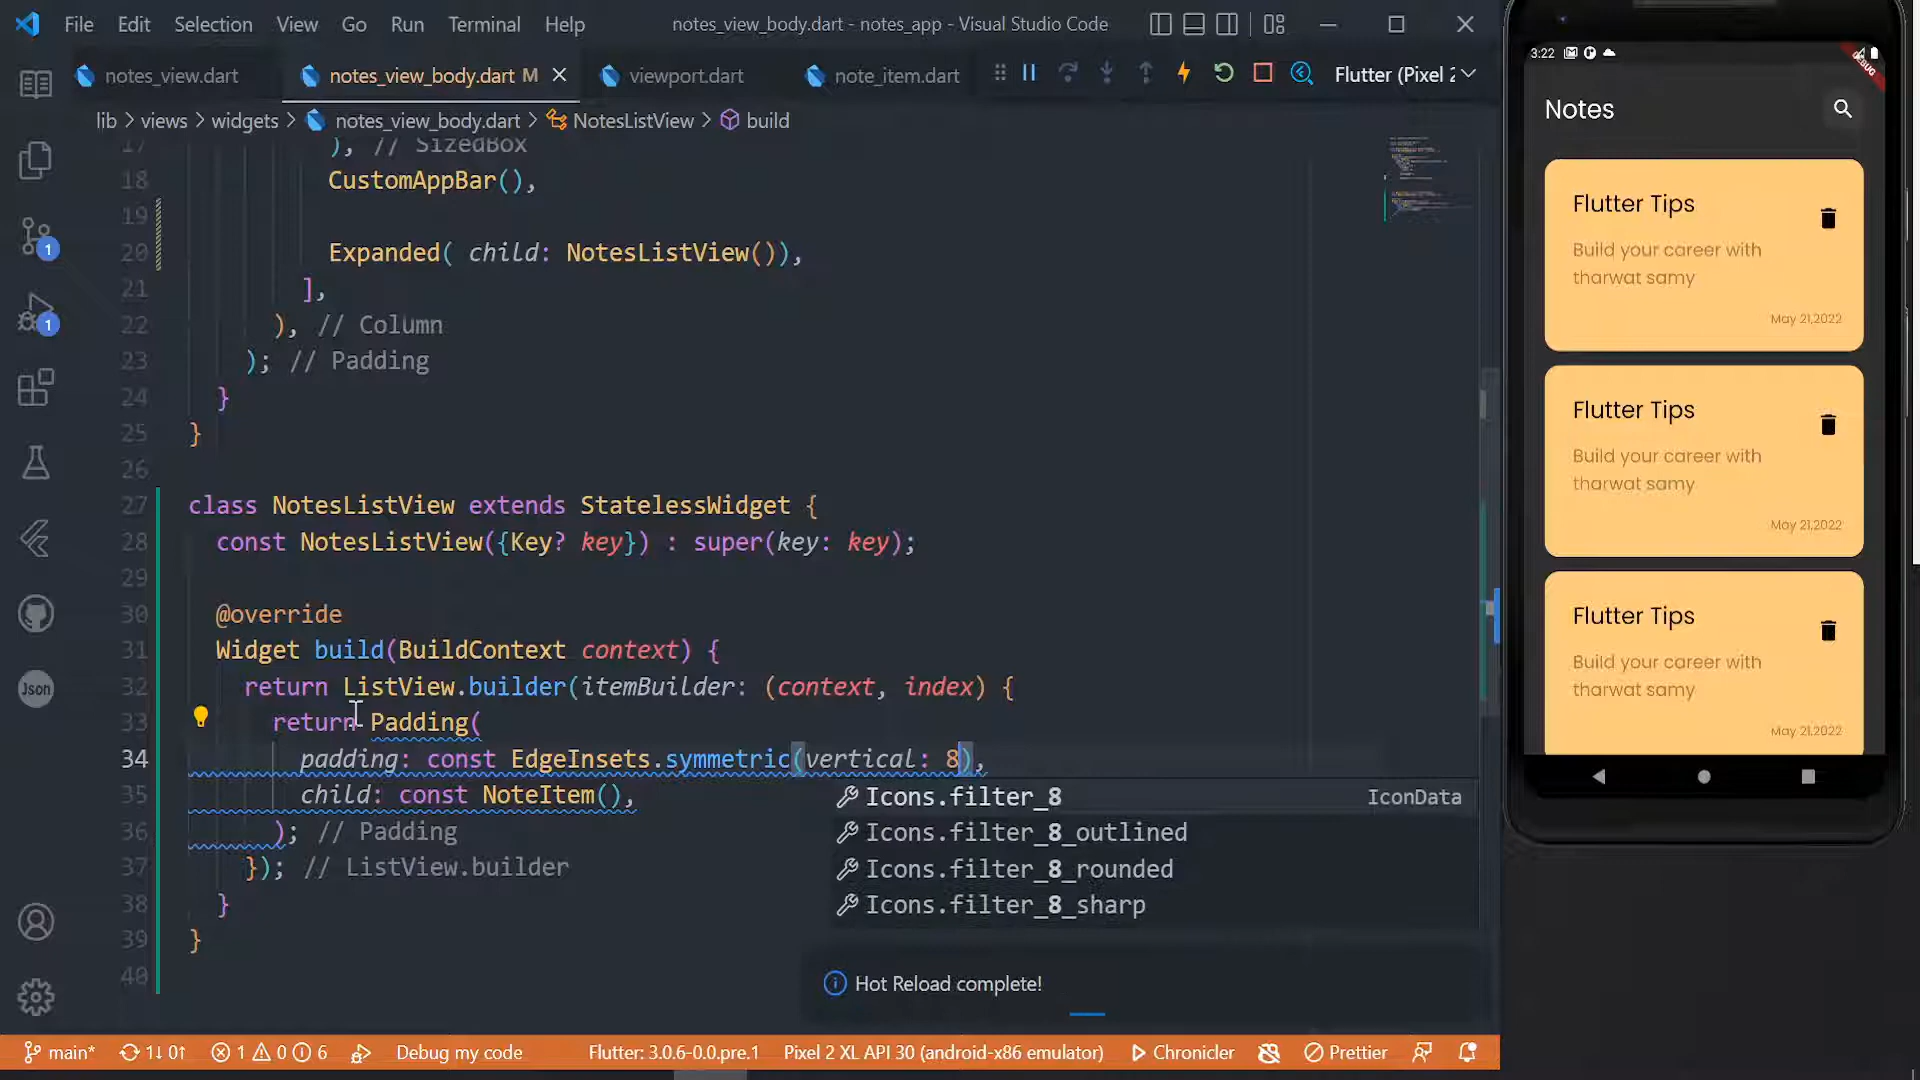 File Edit Selection View Go Run Terminal Help
notes_view_body.dart - notes_app - Visual Studio Code
notes_view.dart
notes_view_body.dart M
viewport.dart
note_item.dart
Flutter (Pixel 2
lib > views > widgets > notes_view_body.dart > NotesListView > build
17 ), // SizedBox
18 CustomAppBar(),
19
20 Expanded( child: NotesListView()),
21 ],
22 ), // Column
23 ); // Padding
24 }
25 }
26
27 class NotesListView extends StatelessWidget {
28 const NotesListView({Key? key}) : super(key: key);
29
30 @override
31 Widget build(BuildContext context) {
32 return ListView.builder(itemBuilder: (context, index) {
33 return Padding(
34 padding: const EdgeInsets.symmetric(vertical: 8),
35 child: const NoteItem(),
36 ); // Padding
37 }); // ListView.builder
38 }
39 }
40
Icons.filter_8 IconData
Icons.filter_8_outlined
Icons.filter_8_rounded
Icons.filter_8_sharp
Hot Reload complete!
1
1
Json
main* 1↓ 0↑ 1 0 6 Debug my code Flutter: 3.0.6-0.0.pre.1 Pixel 2 XL API 30 (android-x86 emulator) Chronicler Prettier
3:22
DEBUG
Notes
Flutter Tips
Build your career with
tharwat samy
May 21,2022
Flutter Tips
Build your career with
tharwat samy
May 21,2022
Flutter Tips
Build your career with
tharwat samy
May 21,2022